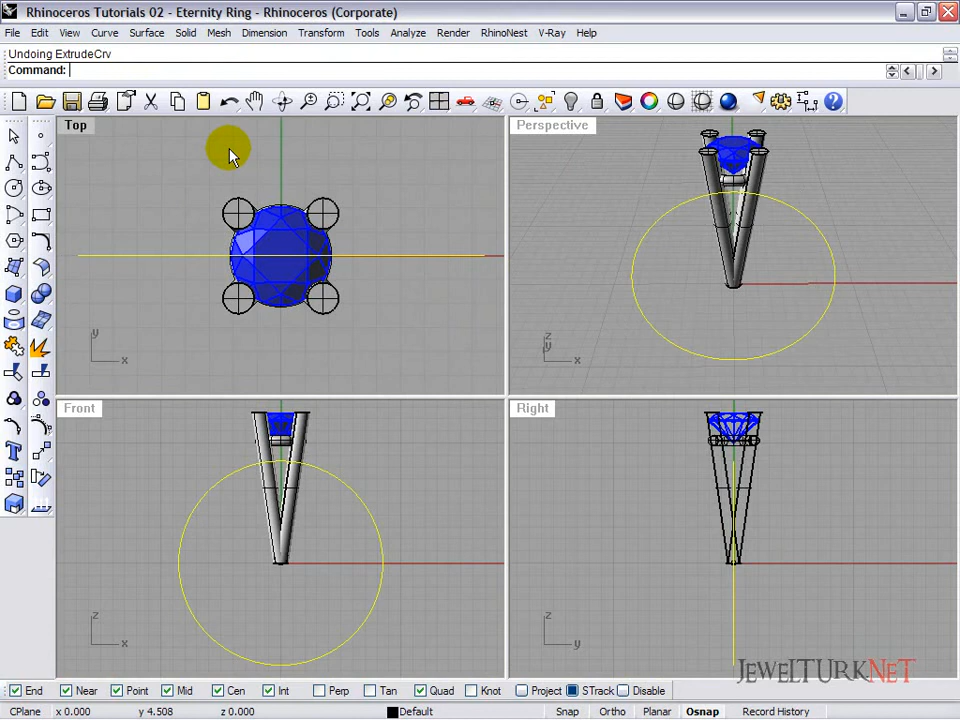 Rhinoceros Tutorials 02 - Eternity Ring - Rhinoceros (Corporate)
File Edit View Curve Surface Solid Mesh Dimension Transform Tools Analyze Render RhinoNest V-Ray Help
Undoing ExtrudeCrv
Command:
Top
Perspective
y
x
z
y
x
Front
Right
z
x
z
y
JEWELTURKNET
End Near Point Mid Cen Int Perp Tan Quad Knot Project STrack Disable
CPlane x 0.000 y 4.508 z 0.000 Default Snap Ortho Planar Osnap Record History